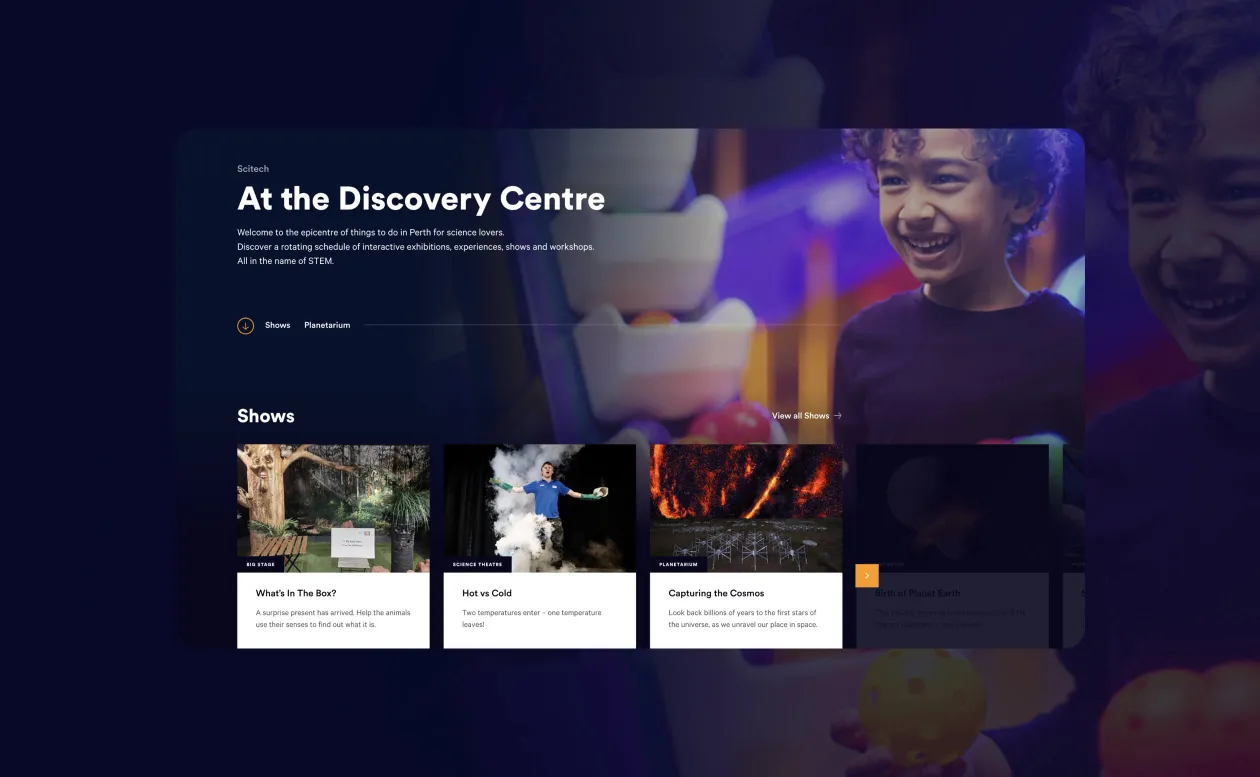 Scitech
At the Discovery Centre
Welcome to the epicentre of things to do in Perth for science lovers.
Discover a rotating schedule of interactive exhibitions, experiences, shows and workshops.
All in the name of STEM.
Shows Planetarium
Shows
View all Shows
BIG STAGE
SCIENCE THEATRE
PLANETARIUM
What's In The Box?
Hot vs Cold
Capturing the Cosmos
Birth of Planet Earth
A surprise present has arrived. Help the animals
use their senses to find out what it is.
Two temperatures enter – one temperature
leaves!
Look back billions of years to the first stars of
the universe, as we unravel our place in space.